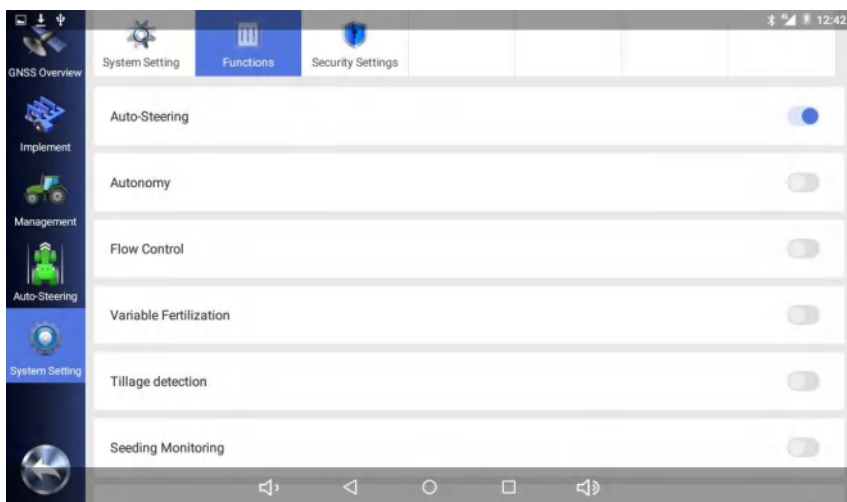 12:42
GNSS Overview
System Setting
Functions
Security Settings
Auto-Steering
Implement
Autonomy
Management
Flow Control
Auto-Steering
Variable Fertilization
System Setting
Tillage detection
Seeding Monitoring